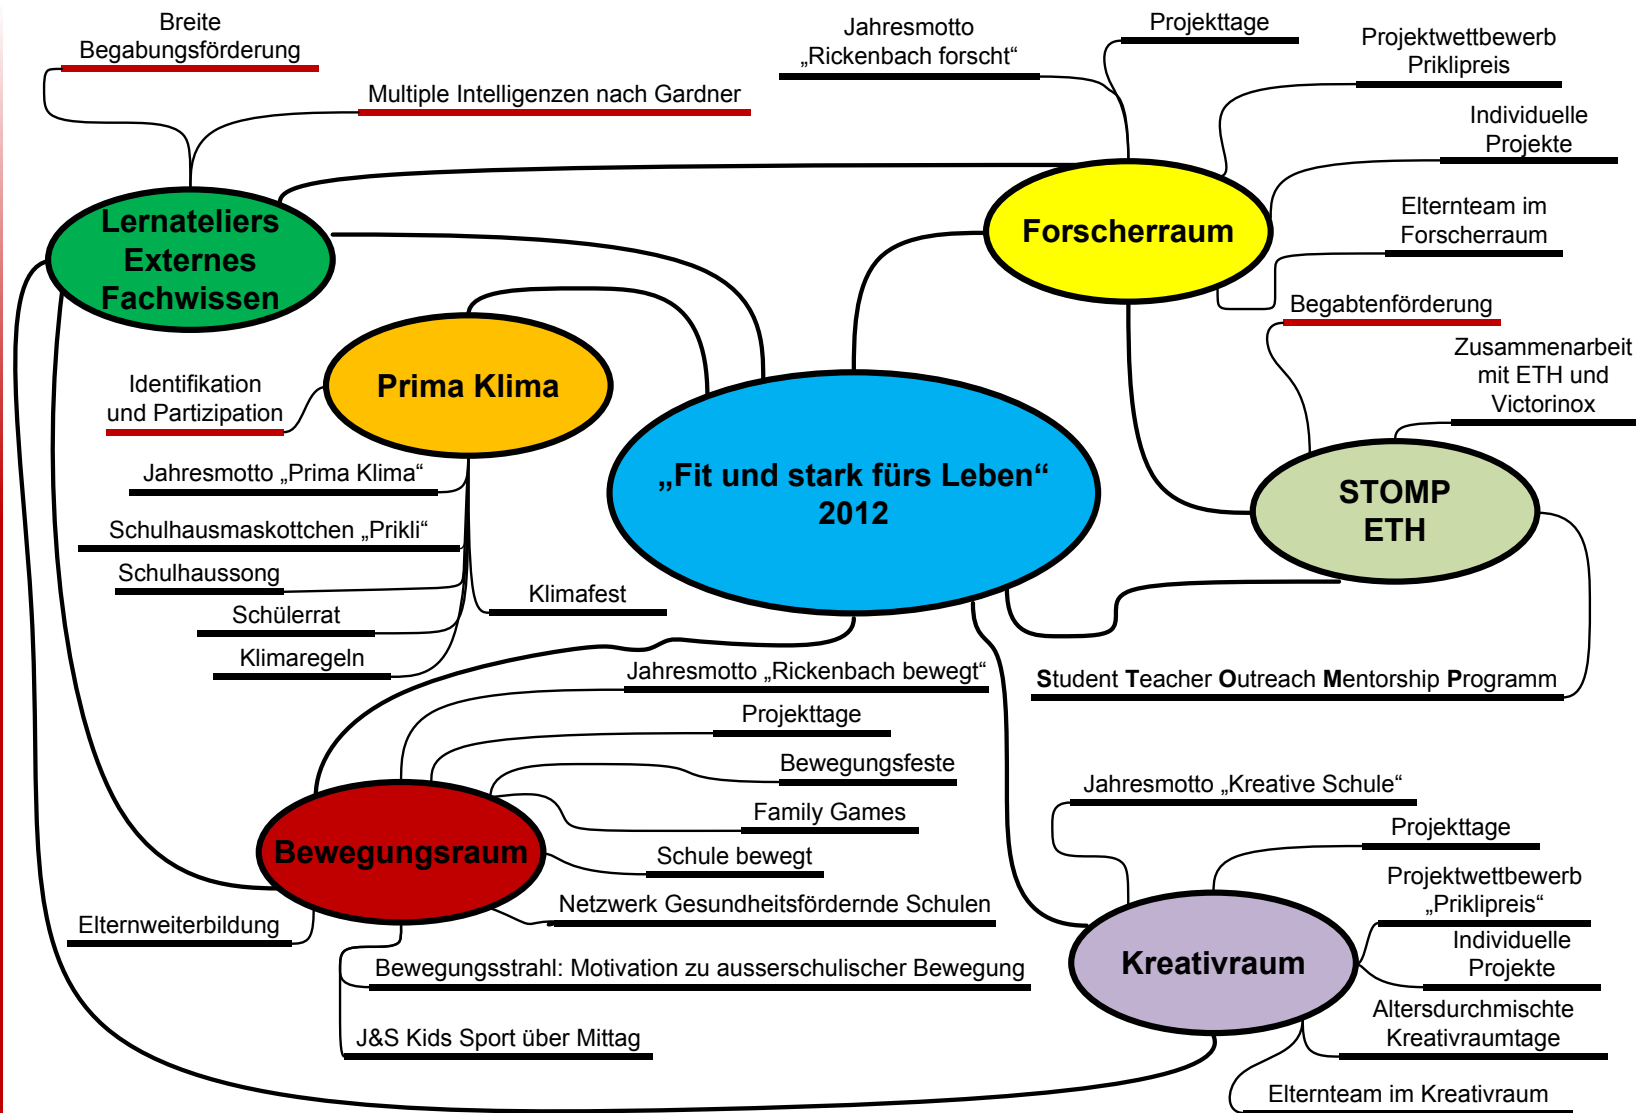 Breite
Begabungsförderung
Multiple Intelligenzen nach Gardner
Lernateliers
Externes
Fachwissen
Jahresmotto
„Rickenbach forscht“
Projekttage
Projektwettbewerb
Priklipreis
Individuelle
Projekte
Forscherraum
Elternteam im
Forscherraum
Begabtenförderung
Zusammenarbeit
mit ETH und
Victorinox
STOMP
ETH
Student Teacher Outreach Mentorship Programm
Prima Klima
Identifikation
und Partizipation
Jahresmotto „Prima Klima“
Schulhausmaskottchen „Prikli“
Schulhaussong
Schülerrat
Klimaregeln
Klimafest
„Fit und stark fürs Leben“
2012
Jahresmotto „Rickenbach bewegt“
Projekttage
Bewegungsfeste
Family Games
Schule bewegt
Bewegungsraum
Netzwerk Gesundheitsfördernde Schulen
Elternweiterbildung
Bewegungsstrahl: Motivation zu ausserschulischer Bewegung
J&S Kids Sport über Mittag
Jahresmotto „Kreative Schule“
Projekttage
Projektwettbewerb
„Priklipreis“
Individuelle
Projekte
Kreativraum
Altersdurchmischte
Kreativraumtage
Elternteam im Kreativraum